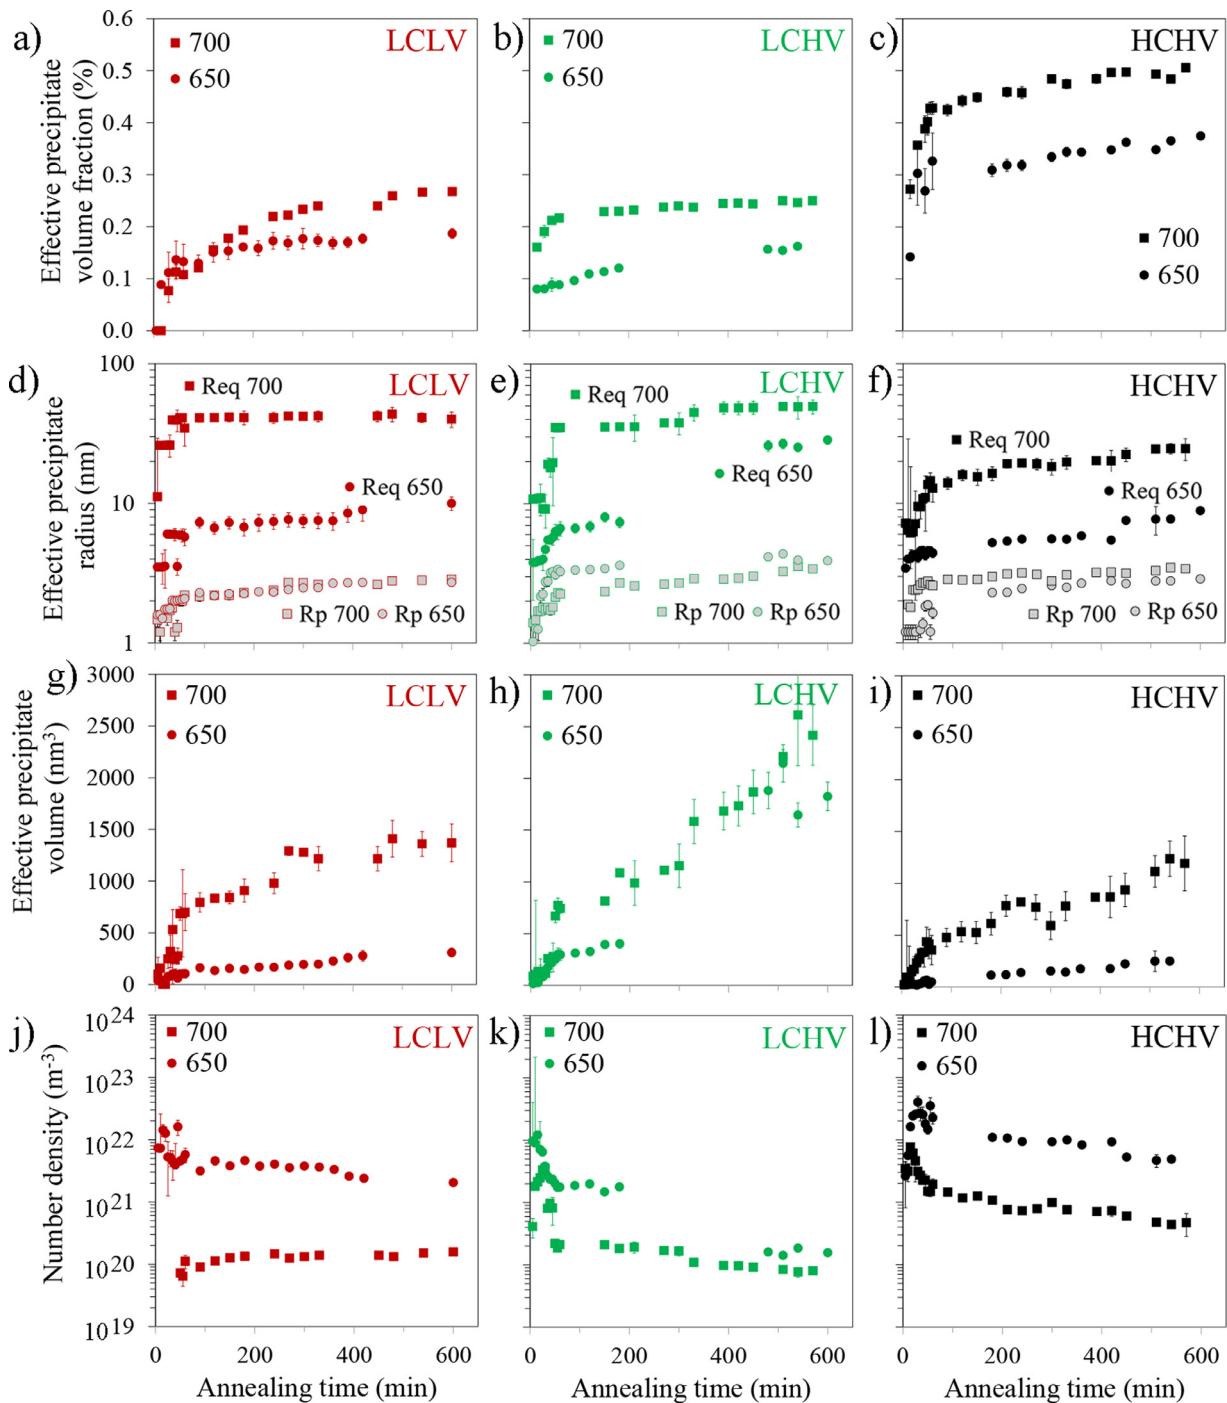 a)
Effective precipitate
volume fraction (%)
0.6
0.5
0.4
0.3
0.2
0.1
0.0
700
650
LCLV
b)
700
650
LCHV
c)
HCHV
700
650
d)
Effective precipitate
radius (nm)
100
10
1
Req 700
LCLV
Req 650
Rp 700
Rp 650
e)
Req 700
LCHV
Req 650
Rp 700
Rp 650
f)
HCHV
Req 700
Req 650
Rp 700
Rp 650
g)
Effective precipitate
volume (nm³)
3000
2500
2000
1500
1000
500
0
700
650
LCLV
h)
700
650
LCHV
i)
700
650
HCHV
j)
Number density (m⁻³)
10²⁴
10²³
10²²
10²¹
10²⁰
10¹⁹
700
650
LCLV
0 200 400 600
Annealing time (min)
k)
700
650
LCHV
0 200 400 600
Annealing time (min)
l)
700
650
HCHV
0 200 400 600
Annealing time (min)